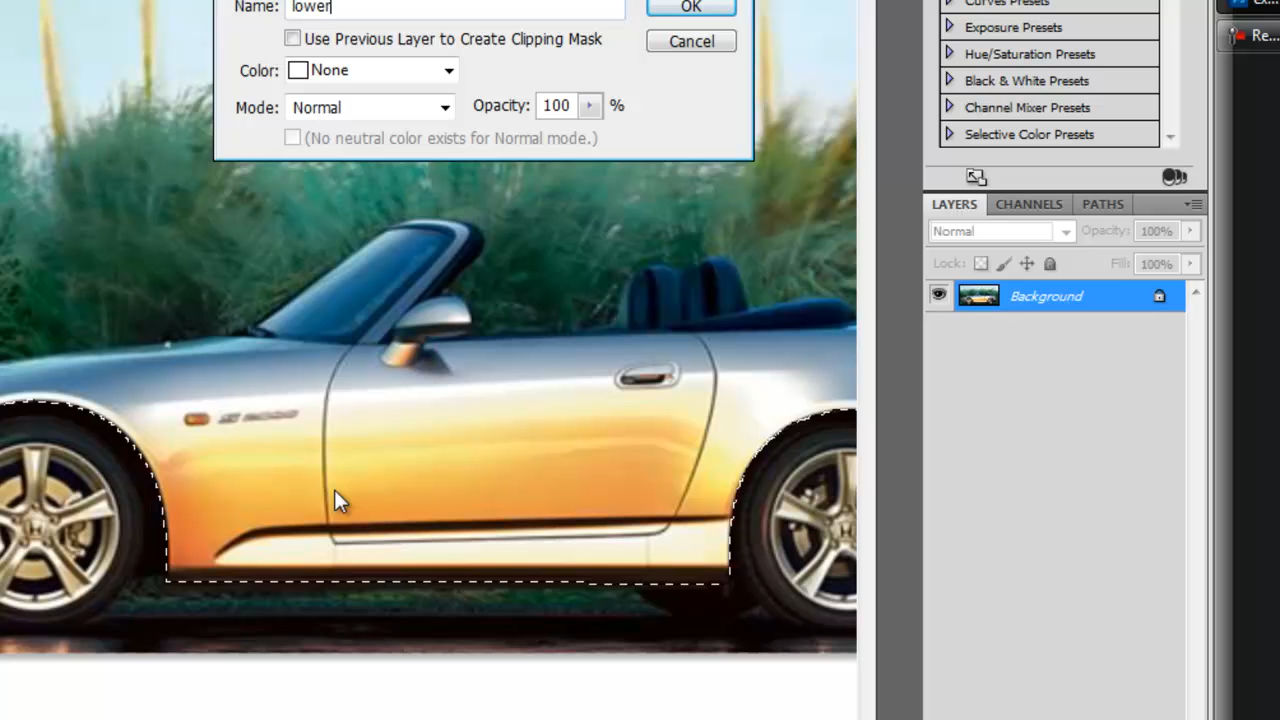 Name: lower OK
Use Previous Layer to Create Clipping Mask Cancel
Color: None
Mode: Normal Opacity: 100 %
(No neutral color exists for Normal mode.)
Curves Presets
Exposure Presets
Hue/Saturation Presets
Black & White Presets
Channel Mixer Presets
Selective Color Presets
LAYERS CHANNELS PATHS
Normal Opacity: 100%
Lock: Fill: 100%
Background
Re...